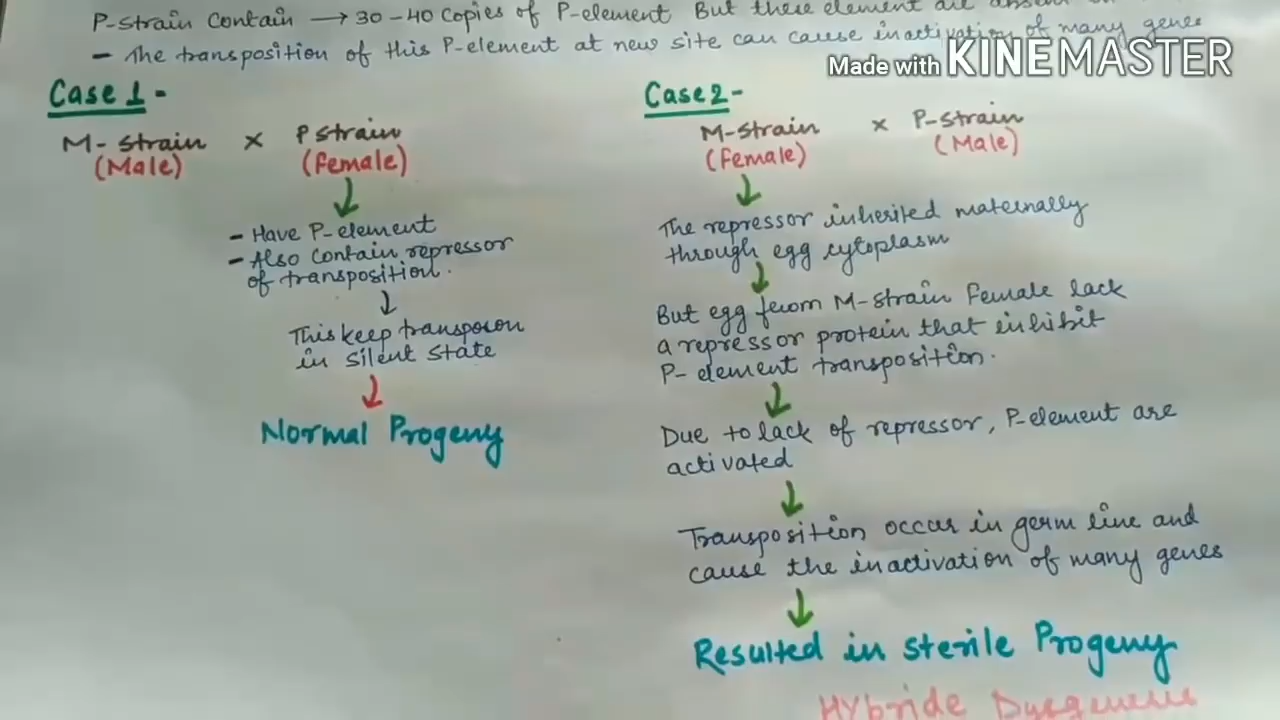 P-Strain Contain → 30-40 Copies of P-element But these element are absent
- The transposition of this P-element at new site can cause inactivation of many genes
Made with KINEMASTER
Case 1 -
M-Strain × P Strain
(Male) (Female)
- Have P-element
- Also contain repressor
of transposition.
This keep transposon
in silent state
Normal Progeny
Case 2 -
M-Strain × P-Strain
(Female) (Male)
The repressor inherited maternally
through egg cytoplasm
But egg from M-strain Female lack
a repressor protein that inhibit
P-element transposition.
Due to lack of repressor, P-element are
activated
Transposition occur in germ line and
cause the inactivation of many genes
Resulted in sterile Progeny
HYbride Dysgenesis